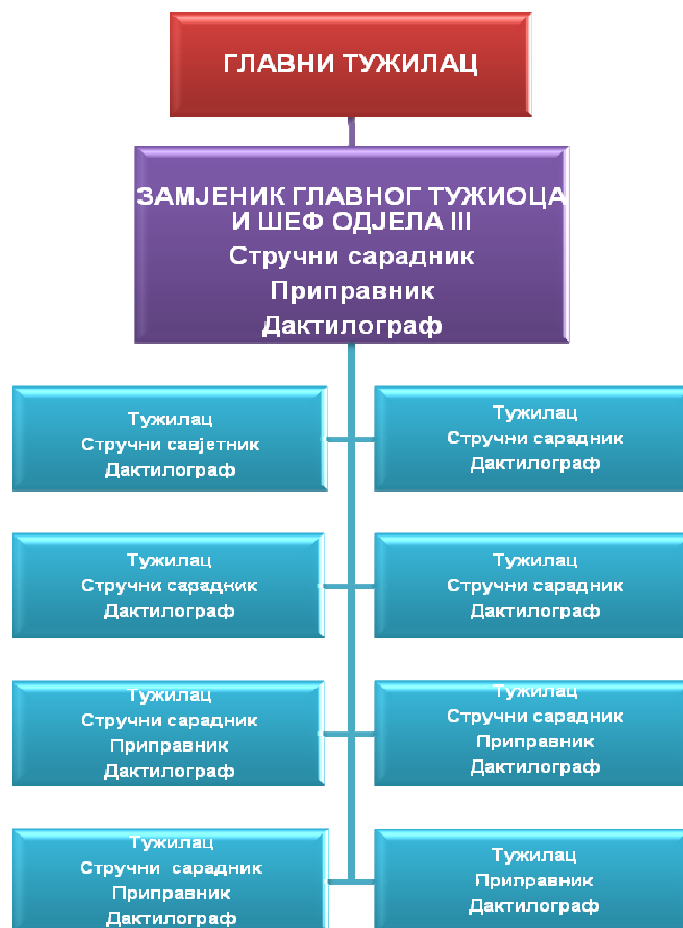 ГЛАВНИ ТУЖИЛАЦ
ЗАМЈЕНИК ГЛАВНОГ ТУЖИОЦА
И ШЕФ ОДЈЕЛА III
Стручни сарадник
Приправник
Дактилограф
Тужилац
Стручни савјетник
Дактилограф
Тужилац
Стручни сарадник
Дактилограф
Тужилац
Стручни сарадник
Дактилограф
Тужилац
Стручни сарадник
Дактилограф
Тужилац
Стручни сарадник
Приправник
Дактилограф
Тужилац
Стручни сарадник
Приправник
Дактилограф
Тужилац
Стручни сарадник
Приправник
Дактилограф
Тужилац
Приправник
Дактилограф